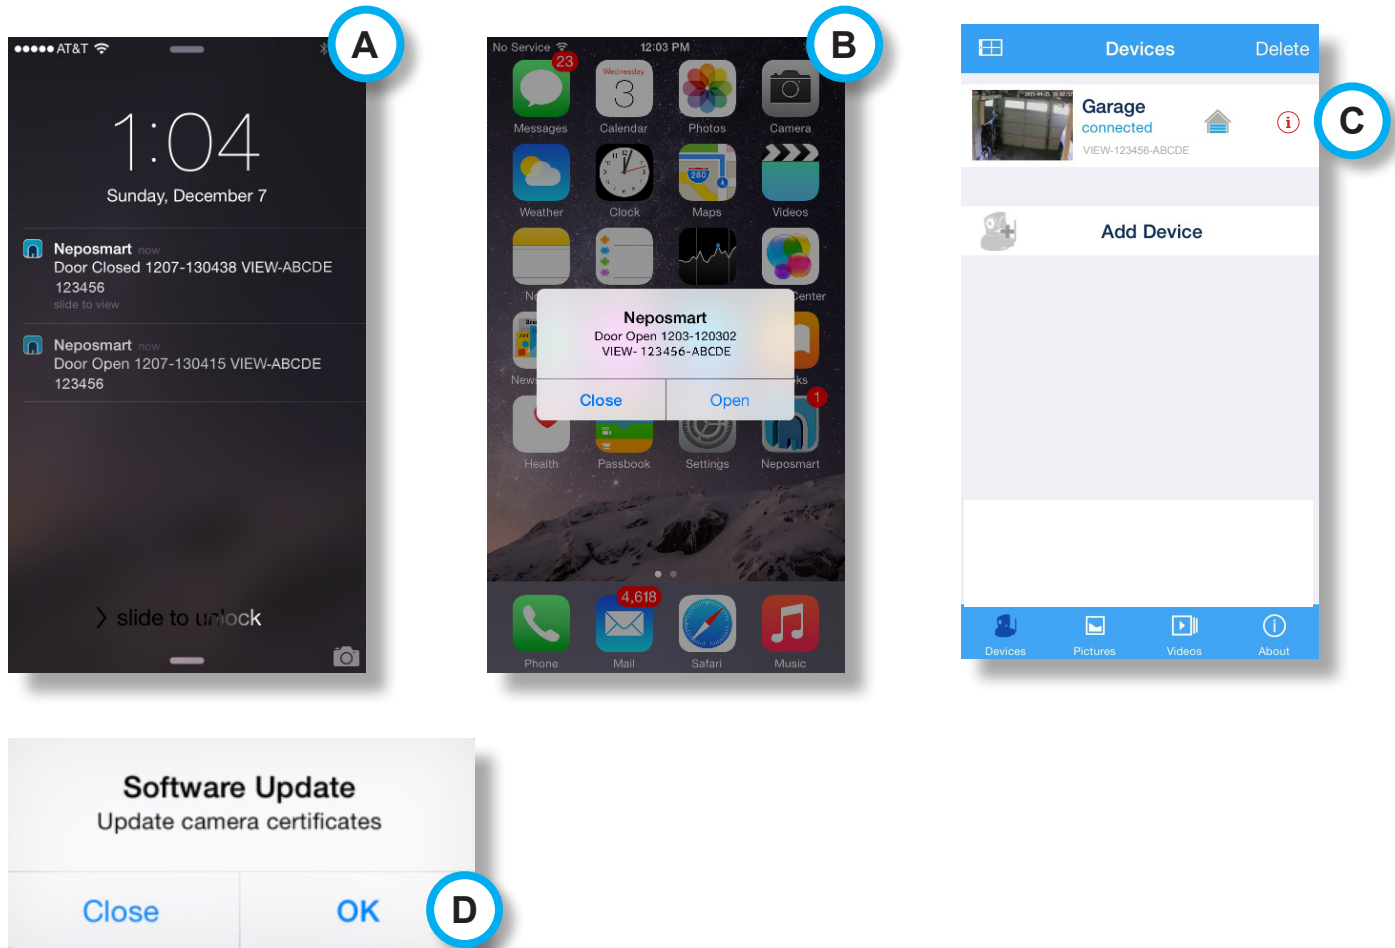 ●●●●● AT&T
A
1:04
Sunday, December 7
Neposmart now
Door Closed 1207-130438 VIEW-ABCDE
123456
slide to view
Neposmart now
Door Open 1207-130415 VIEW-ABCDE
123456
> slide to unlock
No Service 12:03 PM
B
23
Wednesday
3
Messages Calendar Photos Camera
280
Weather Clock Maps Videos
No
Center
Neposmart
Door Open 1203-120302
VIEW- 123456-ABCDE
Close Open
News
ks
1
Health Passbook Settings Neposmart
4,618
Phone Mail Safari Music
Devices Delete
Garage
connected
VIEW-123456-ABCDE
i
C
Add Device
Devices Pictures Videos About
Software Update
Update camera certificates
Close OK
D